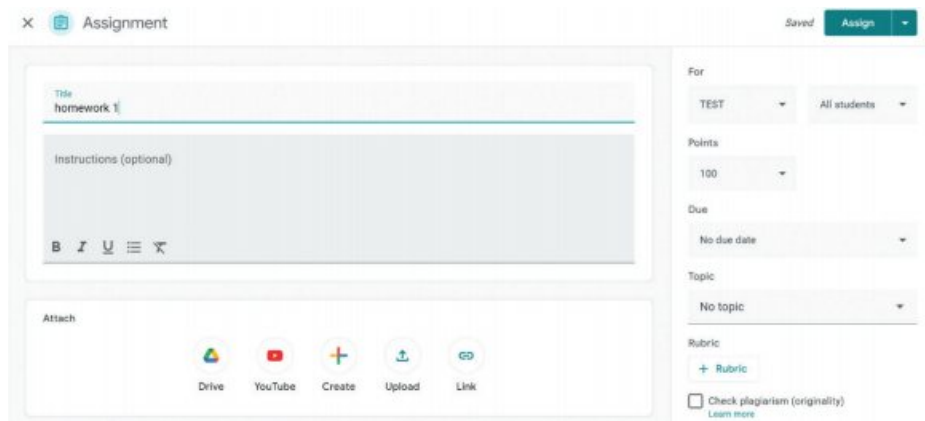 Assignment
Saved
Assign
Title
homework 1
Instructions (optional)
B I U
Attach
Drive YouTube Create Upload Link
For
TEST All students
Points
100
Due
No due date
Topic
No topic
Rubric
+ Rubric
Check plagiarism (originality)
Learn more